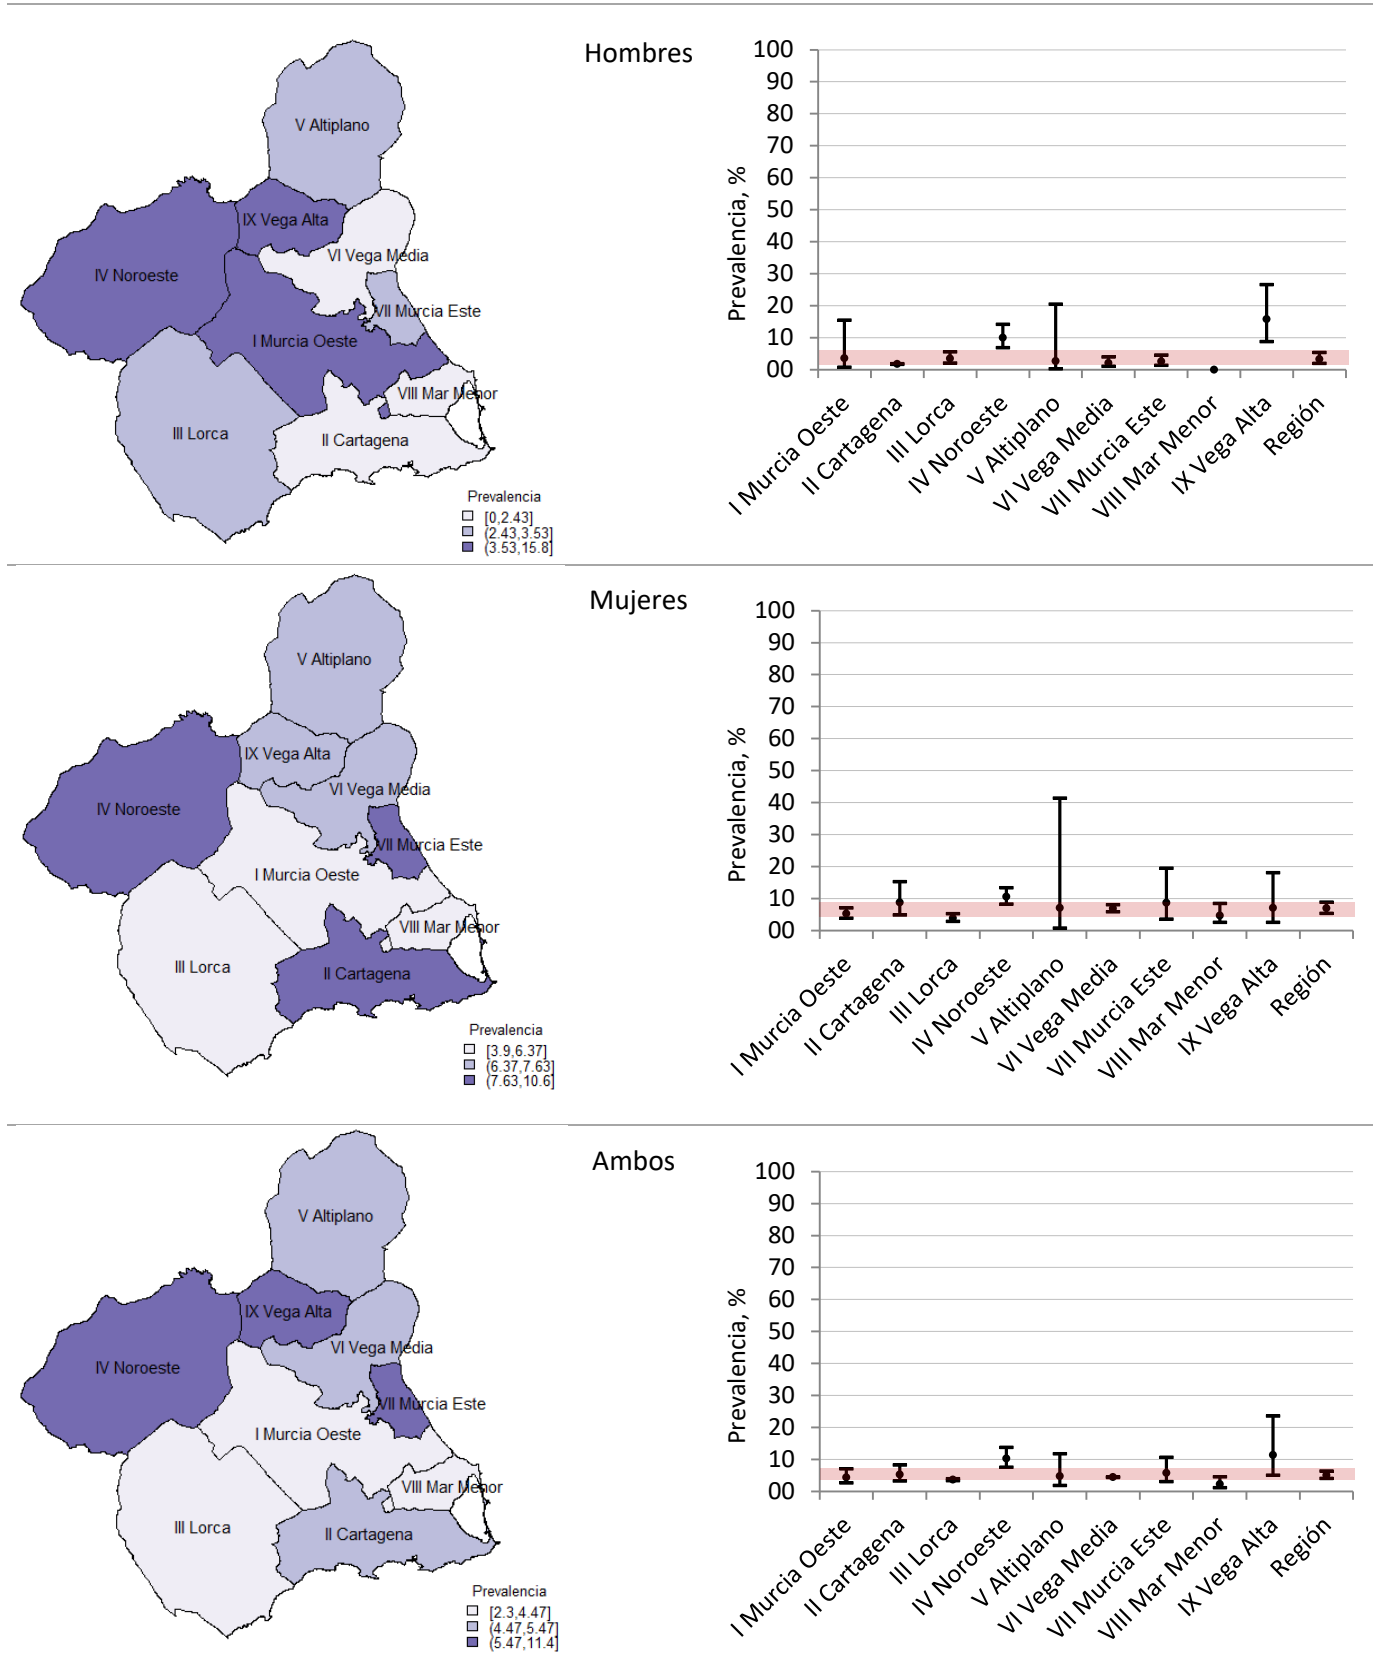 Hombres
V Altiplano
IX Vega Alta
VI Vega Media
IV Noroeste
VII Murcia Este
I Murcia Oeste
VIII Mar Menor
III Lorca
II Cartagena
Prevalencia
[0,2.43]
(2.43,3.53]
(3.53,15.8]
Prevalencia, %
100
90
80
70
60
50
40
30
20
10
00
I Murcia Oeste
II Cartagena
III Lorca
IV Noroeste
V Altiplano
VI Vega Media
VII Murcia Este
VIII Mar Menor
IX Vega Alta
Región
Mujeres
V Altiplano
IX Vega Alta
VI Vega Media
IV Noroeste
VII Murcia Este
I Murcia Oeste
VIII Mar Menor
III Lorca
II Cartagena
Prevalencia
[3.9,6.37]
(6.37,7.63]
(7.63,10.6]
Prevalencia, %
100
90
80
70
60
50
40
30
20
10
00
I Murcia Oeste
II Cartagena
III Lorca
IV Noroeste
V Altiplano
VI Vega Media
VII Murcia Este
VIII Mar Menor
IX Vega Alta
Región
Ambos
V Altiplano
IX Vega Alta
VI Vega Media
IV Noroeste
VII Murcia Este
I Murcia Oeste
VIII Mar Menor
III Lorca
II Cartagena
Prevalencia
[2.3,4.47]
(4.47,5.47]
(5.47,11.4]
Prevalencia, %
100
90
80
70
60
50
40
30
20
10
00
I Murcia Oeste
II Cartagena
III Lorca
IV Noroeste
V Altiplano
VI Vega Media
VII Murcia Este
VIII Mar Menor
IX Vega Alta
Región